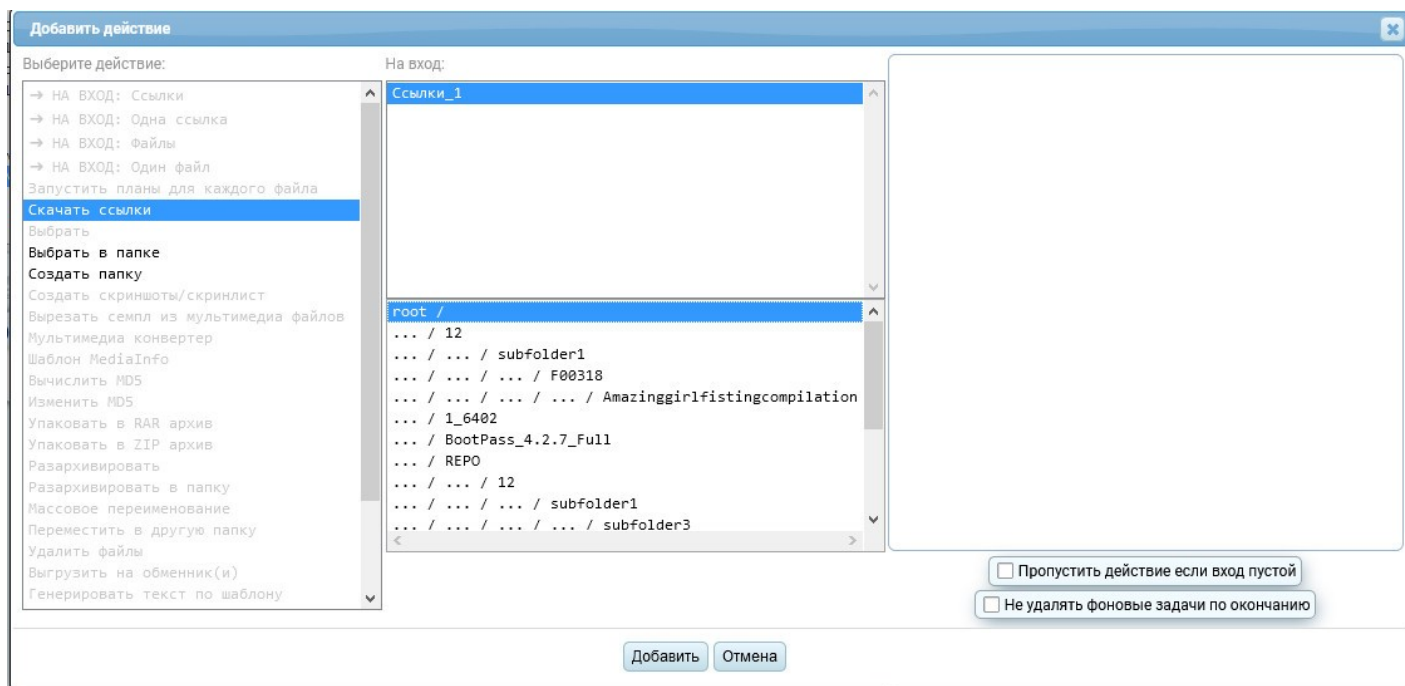 Добавить действие
Выберите действие:
На вход:
→ НА ВХОД: Ссылки
→ НА ВХОД: Одна ссылка
→ НА ВХОД: Файлы
→ НА ВХОД: Один файл
Запустить планы для каждого файла
Скачать ссылки
Выбрать
Выбрать в папке
Создать папку
Создать скриншоты/скринлист
Вырезать семпл из мультимедиа файлов
Мультимедиа конвертер
Шаблон MediaInfo
Вычислить MD5
Изменить MD5
Упаковать в RAR архив
Упаковать в ZIP архив
Разархивировать
Разархивировать в папку
Массовое переименование
Переместить в другую папку
Удалить файлы
Выгрузить на обменник(и)
Генерировать текст по шаблону
Ссылки_1
root /
... / 12
... / ... / subfolder1
... / ... / ... / F00318
... / ... / ... / ... / Amazinggirlfistingcompilation
... / 1_6402
... / BootPass_4.2.7_Full
... / REPO
... / ... / 12
... / ... / ... / subfolder1
... / ... / ... / ... / subfolder3
Пропустить действие если вход пустой
Не удалять фоновые задачи по окончанию
Добавить
Отмена